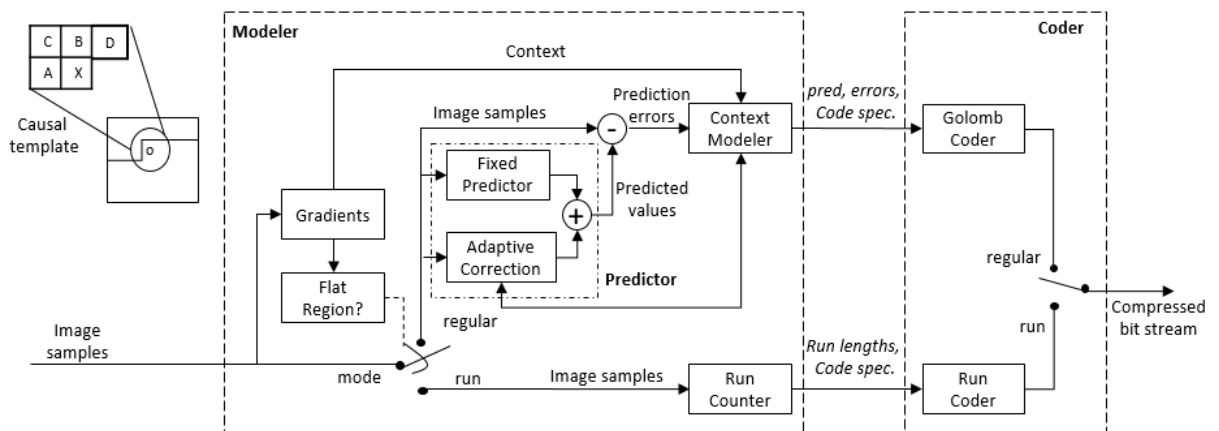 C B D
A X
Causal
template
o
Modeler
Coder
Context
Image samples
Prediction
errors
-
Context
Modeler
pred, errors,
Code spec.
Golomb
Coder
Fixed
Predictor
Predicted
values
+
Gradients
Adaptive
Correction
Predictor
Flat
Region?
regular
regular
Compressed
bit stream
run
Image
samples
mode
run
Image samples
Run
Counter
Run lengths,
Code spec.
Run
Coder